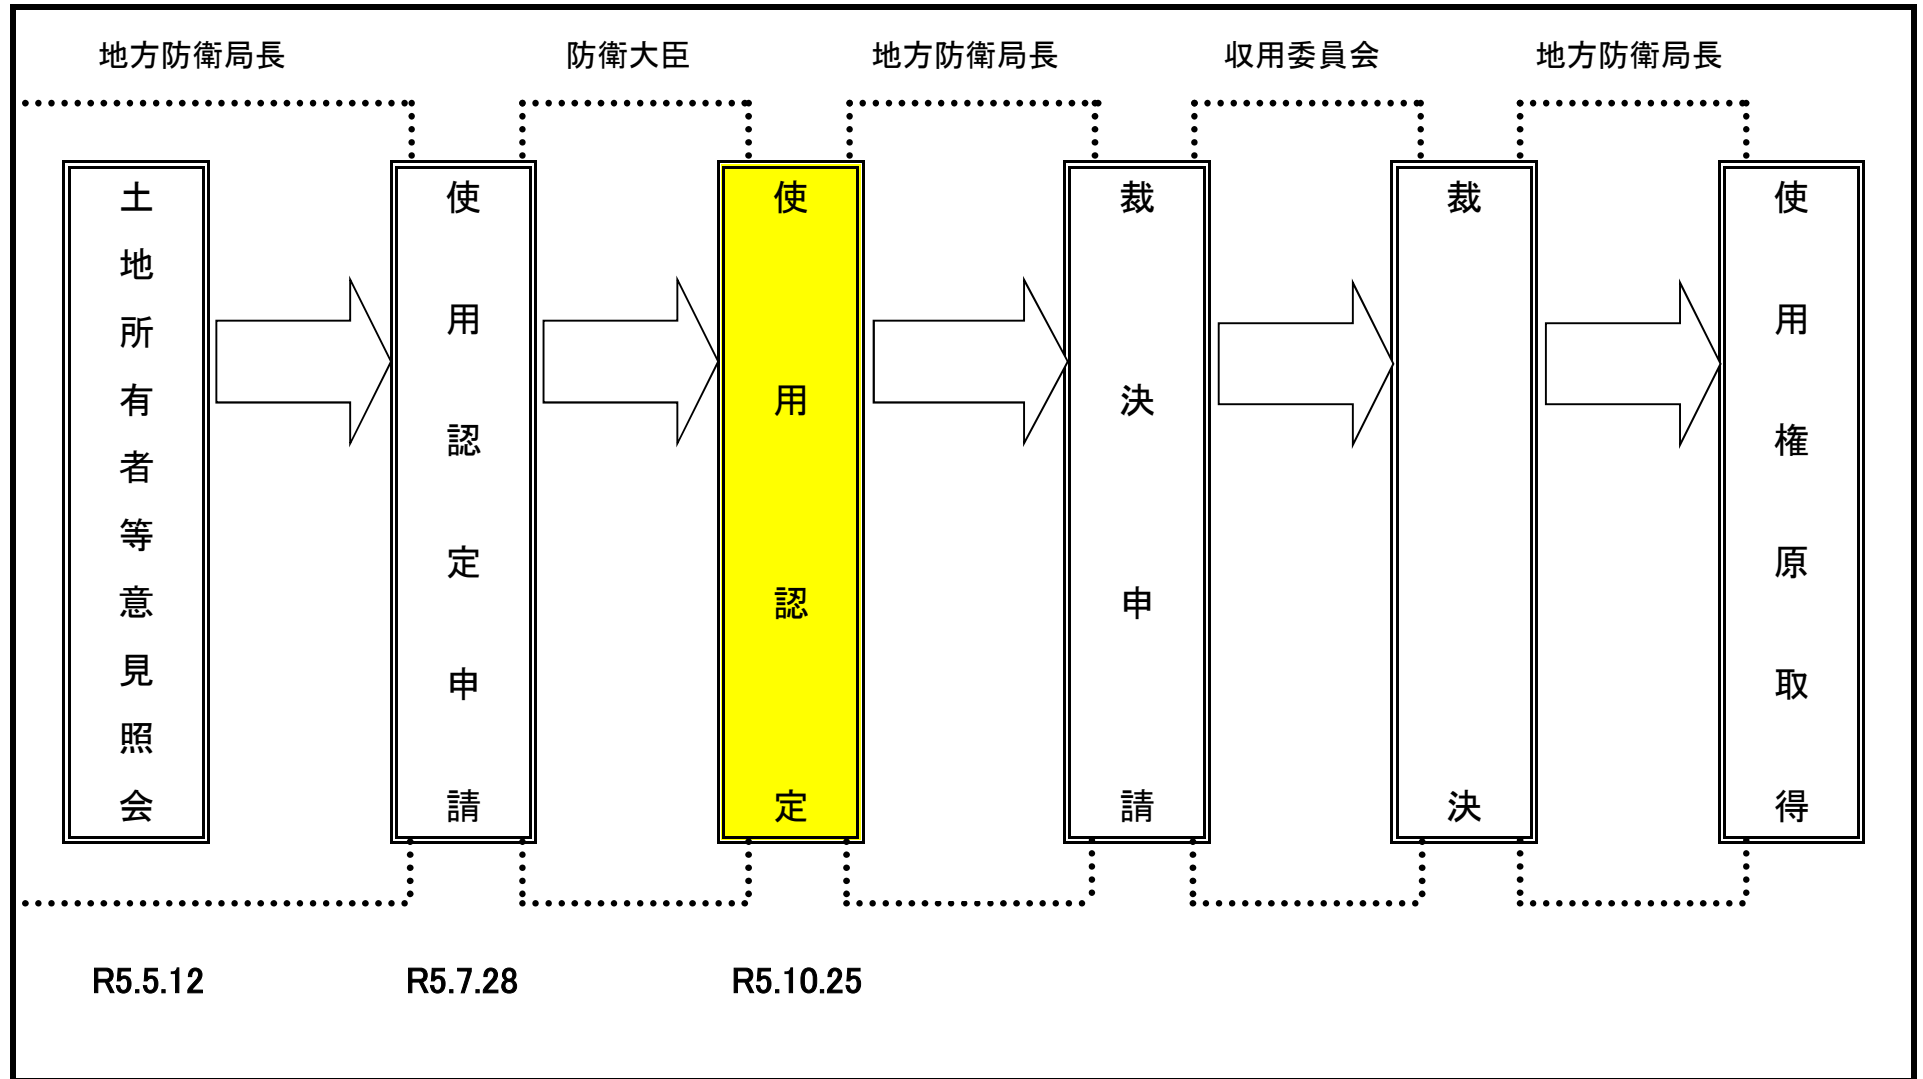 地方防衛局長
防衛大臣
地方防衛局長
収用委員会
地方防衛局長
土地所有者等意見照会
使用認定申請
使用認定
裁決申請
裁決
使用権原取得
R5.5.12
R5.7.28
R5.10.25